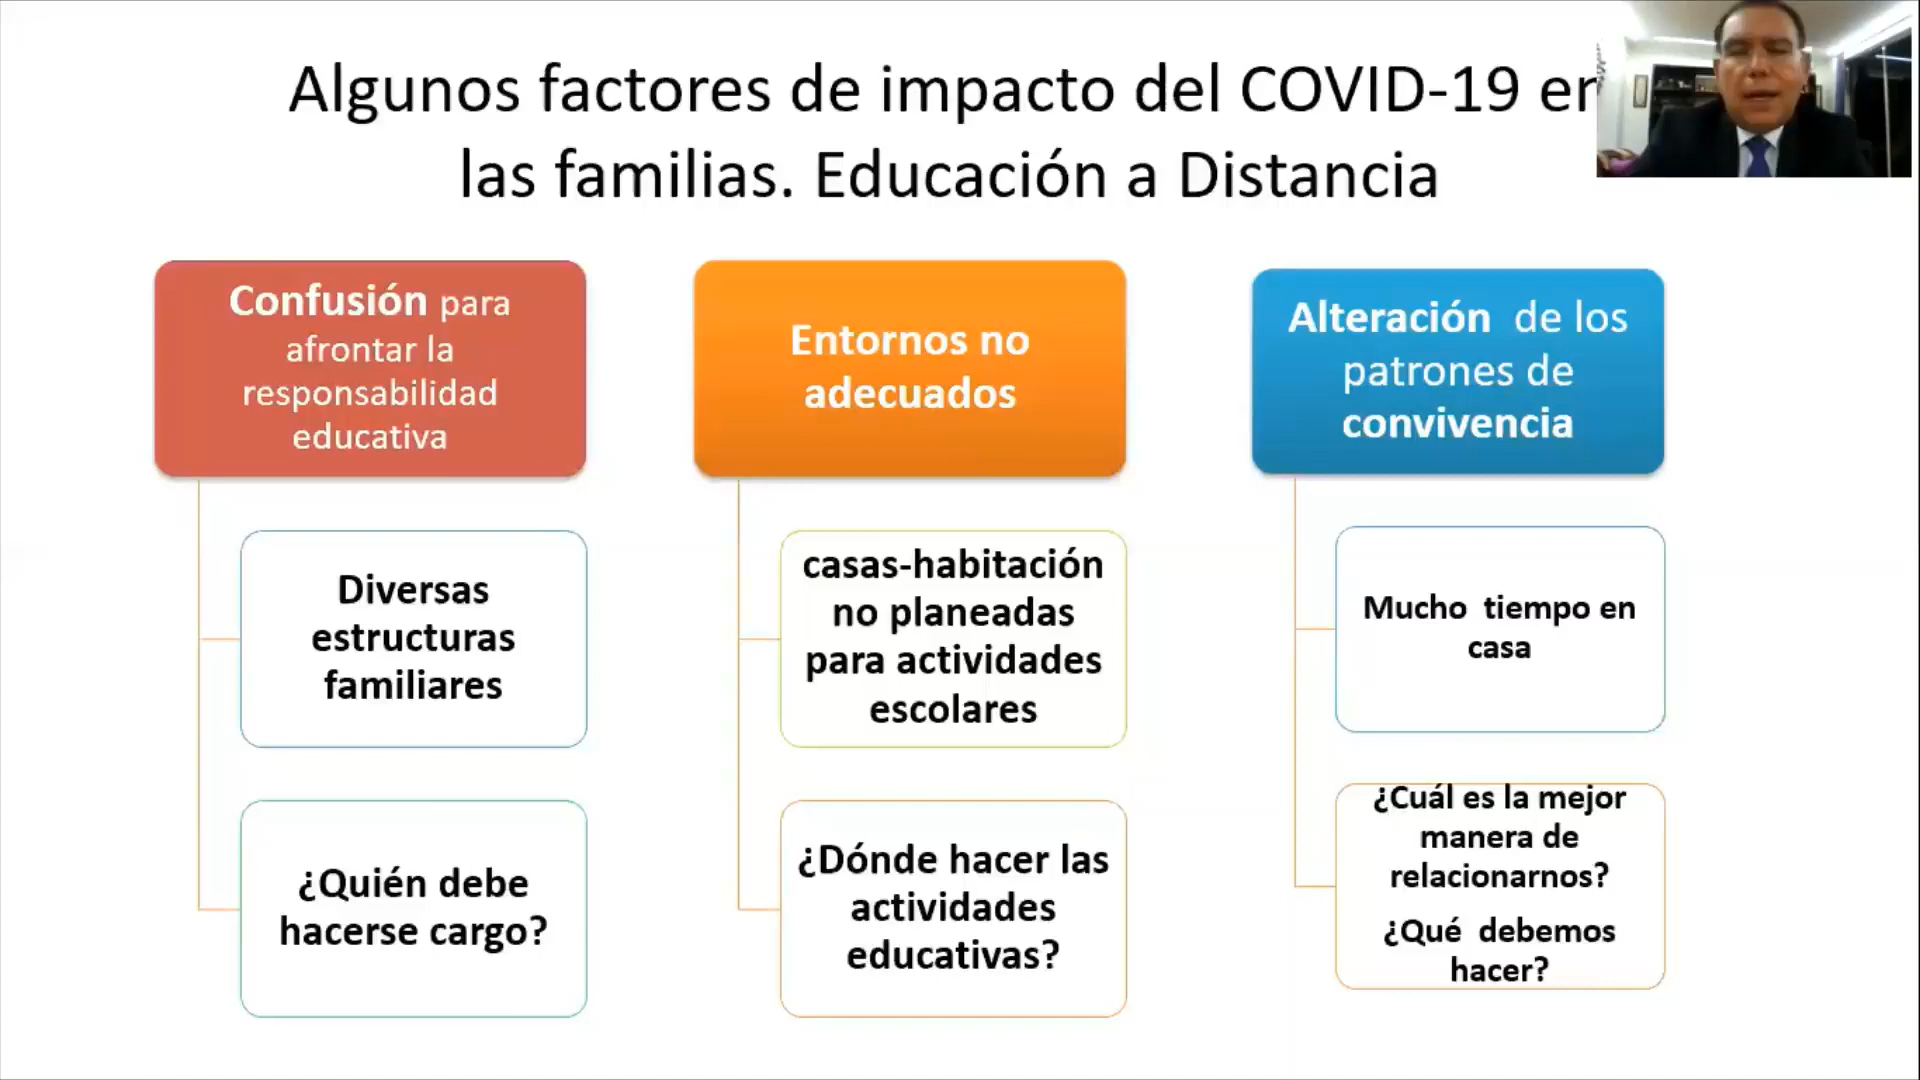 Algunos factores de impacto del COVID-19 en
las familias. Educación a Distancia
Confusión para
afrontar la
responsabilidad
educativa
Diversas
estructuras
familiares
¿Quién debe
hacerse cargo?
Entornos no
adecuados
casas-habitación
no planeadas
para actividades
escolares
¿Dónde hacer las
actividades
educativas?
Alteración de los
patrones de
convivencia
Mucho tiempo en
casa
¿Cuál es la mejor
manera de
relacionarnos?
¿Qué debemos
hacer?